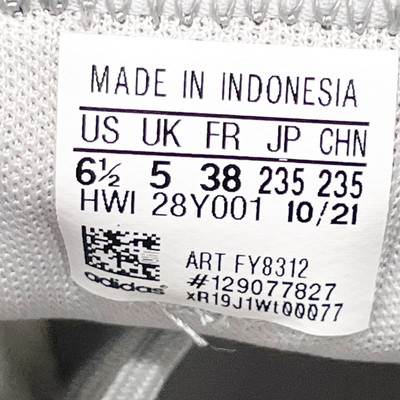 MADE IN INDONESIA
US UK FR JP CHN
6½ 5 38 235 235
HWI 28Y001 10/21
ART FY8312
adidas #129077827
xR19J1Wt00077